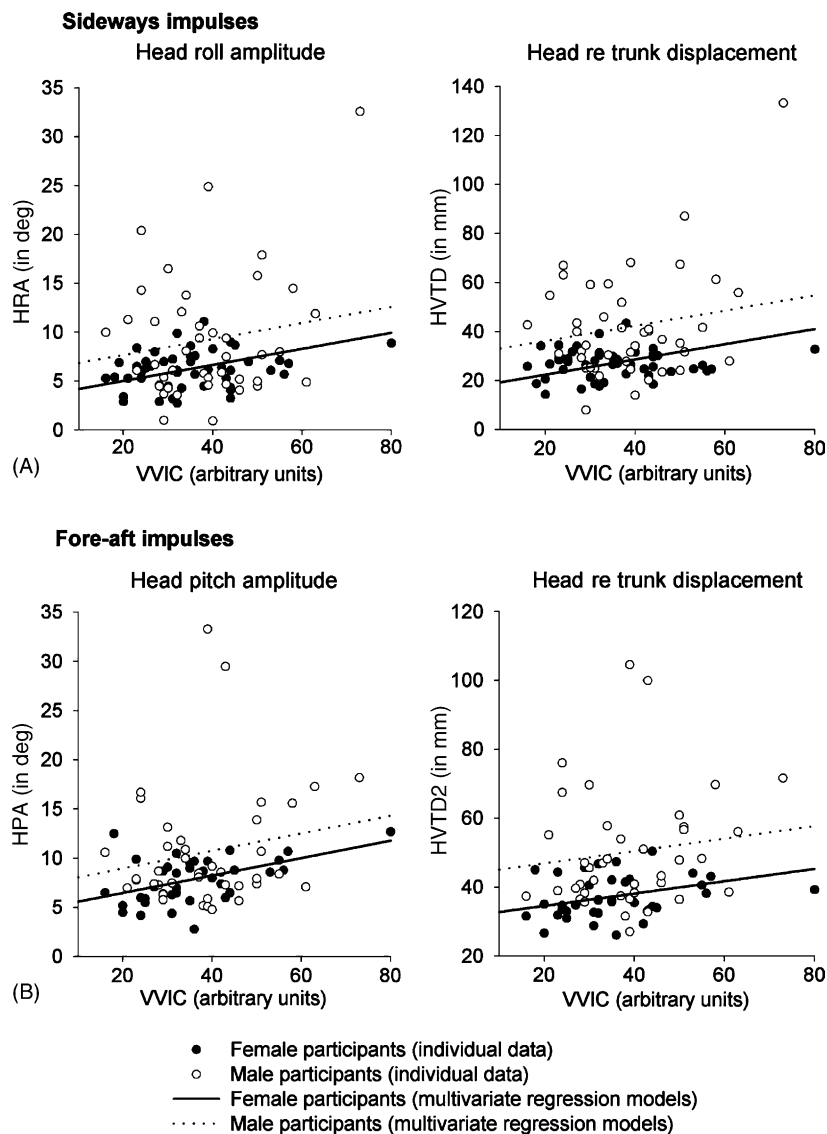 Sideways impulses
Head roll amplitude
Head re trunk displacement
35
30
25
20
15
10
5
0
HRA (in deg)
20
40
60
80
VVIC (arbitrary units)
140
120
100
80
60
40
20
0
HVTD (in mm)
20
40
60
80
VVIC (arbitrary units)
(A)
Fore-aft impulses
Head pitch amplitude
Head re trunk displacement
35
30
25
20
15
10
5
0
HPA (in deg)
20
40
60
80
VVIC (arbitrary units)
120
100
80
60
40
20
HVTD2 (in mm)
20
40
60
80
VVIC (arbitrary units)
(B)
Female participants (individual data)
Male participants (individual data)
Female participants (multivariate regression models)
Male participants (multivariate regression models)